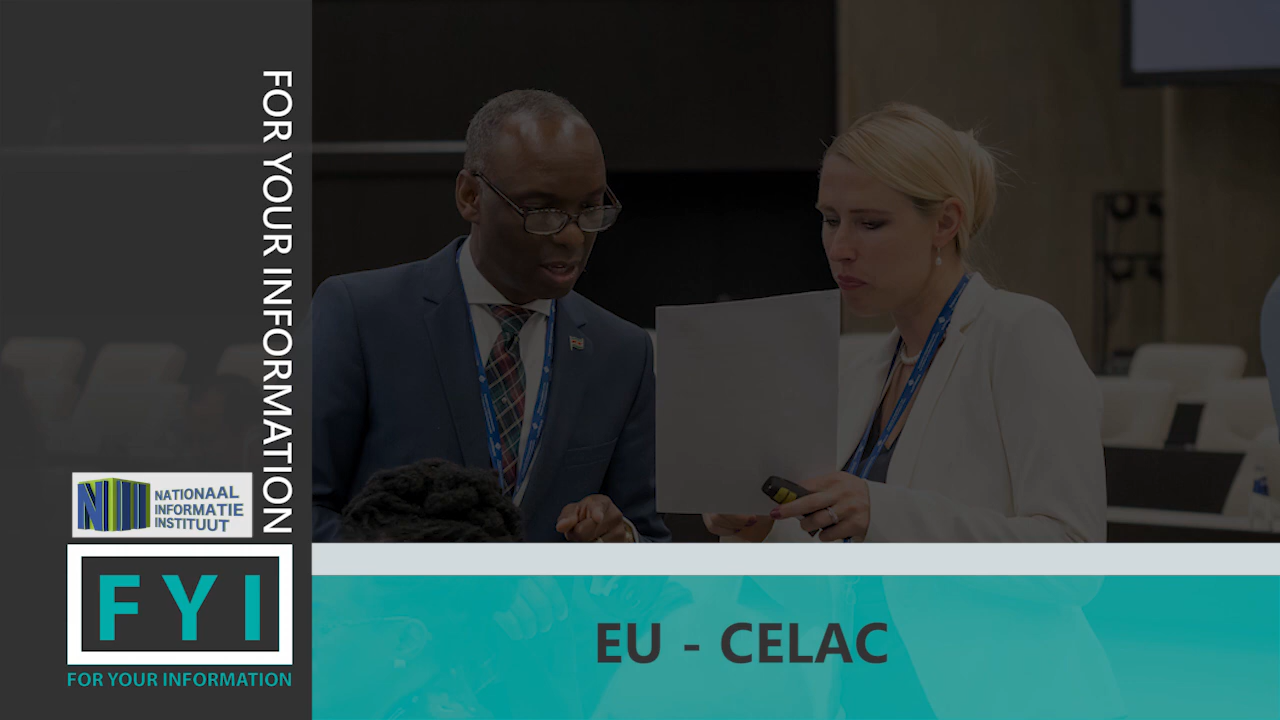 FOR YOUR INFORMATION
NATIONAAL
INFORMATIE
INSTITUUT
FYI
FOR YOUR INFORMATION
EU - CELAC